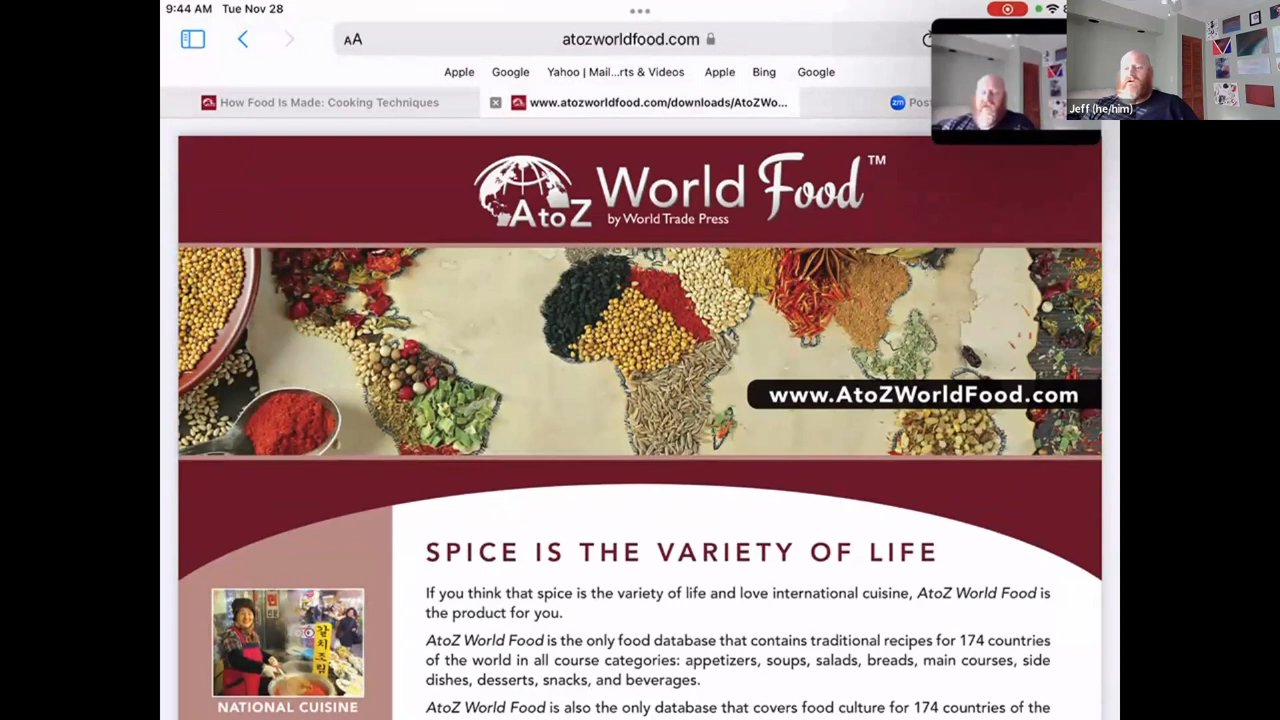 9:44 AM Tue Nov 28
AA
atozworldfood.com
Apple Google Yahoo | Mail...rts & Videos Apple Bing Google
How Food Is Made: Cooking Techniques
www.atozworldfood.com/downloads/AtoZWo...
zm
Jeff (he/him)
AtoZ World Food™
by World Trade Press
www.AtoZWorldFood.com
SPICE IS THE VARIETY OF LIFE
If you think that spice is the variety of life and love international cuisine, AtoZ World Food is
the product for you.
AtoZ World Food is the only food database that contains traditional recipes for 174 countries
of the world in all course categories: appetizers, soups, salads, breads, main courses, side
dishes, desserts, snacks, and beverages.
AtoZ World Food is also the only database that covers food culture for 174 countries of the
갈치조림
NATIONAL CUISINE